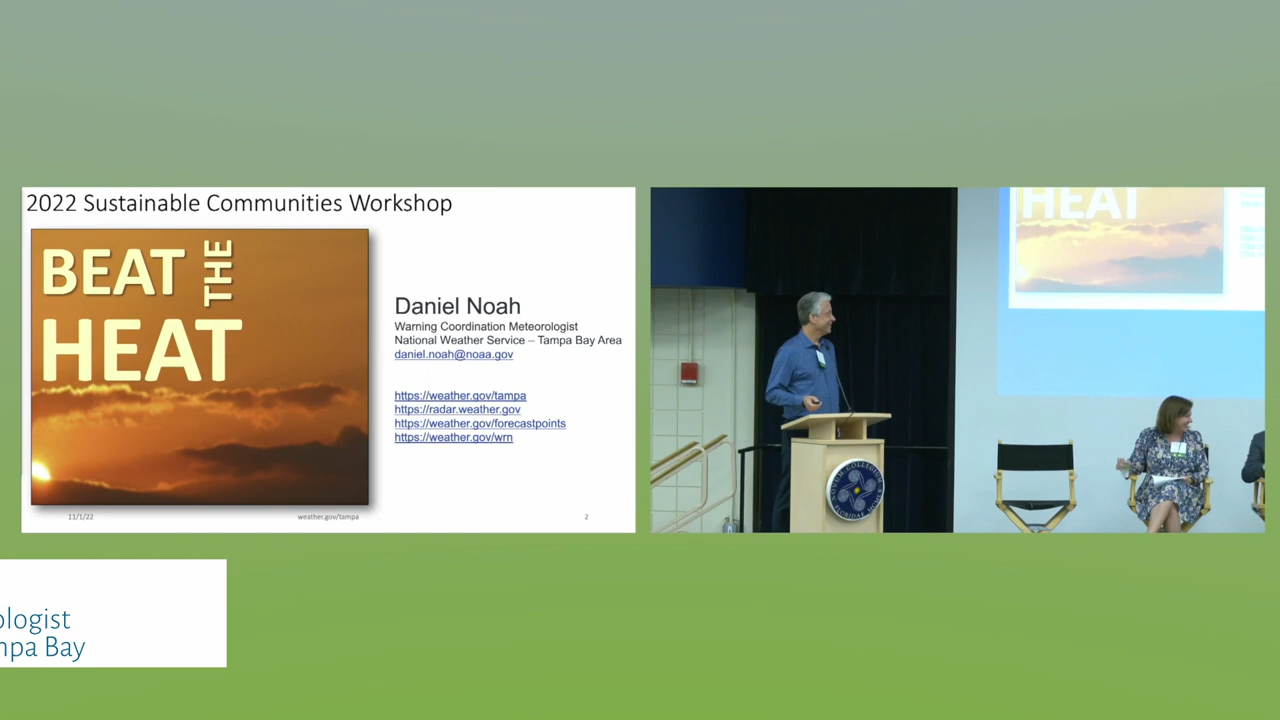 2022 Sustainable Communities Workshop
BEAT THE
HEAT
Daniel Noah
Warning Coordination Meteorologist
National Weather Service – Tampa Bay Area
daniel.noah@noaa.gov
https://weather.gov/tampa
https://radar.weather.gov
https://weather.gov/forecastpoints
https://weather.gov/wrn
11/1/22
weather.gov/tampa
2
HEAT
ologist
mpa Bay